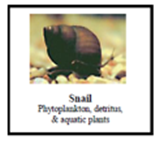 Snail
Phytoplankton, detritus,
& aquatic plants